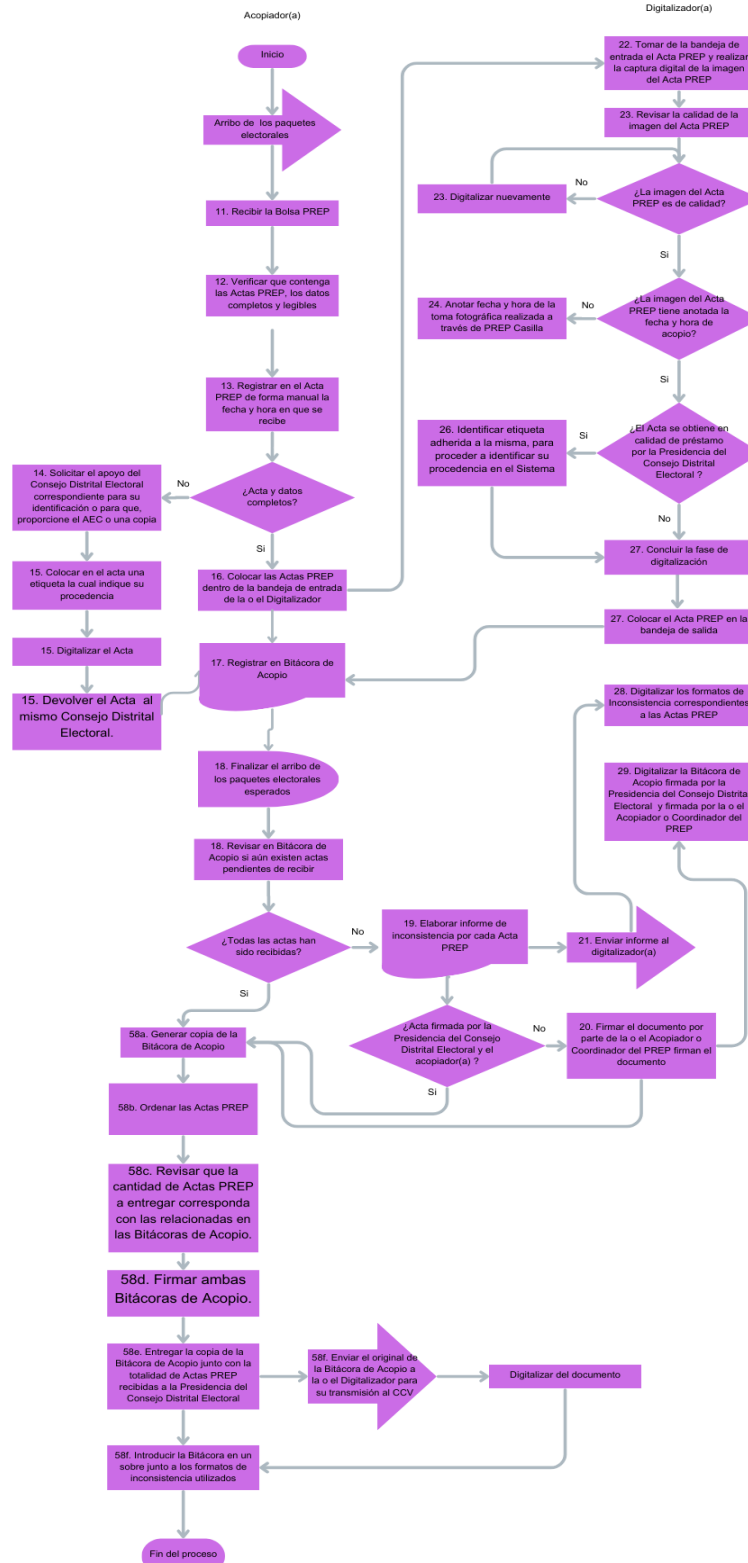 Acopiador(a)
Inicio
Arribo de los paquetes
electorales
11. Recibir la Bolsa PREP
12. Verificar que contenga
las Actas PREP, los datos
completos y legibles
13. Registrar en el Acta
PREP de forma manual la
fecha y hora en que se
recibe
¿Acta y datos
completos?
No
14. Solicitar el apoyo del
Consejo Distrital Electoral
correspondiente para su
identificación o para que,
proporcione el AEC o una copia
15. Colocar en el acta una
etiqueta la cual indique su
procedencia
15. Digitalizar el Acta
15. Devolver el Acta al
mismo Consejo Distrital
Electoral.
Si
16. Colocar las Actas PREP
dentro de la bandeja de entrada
de la o el Digitalizador
17. Registrar en Bitácora de
Acopio
18. Finalizar el arribo de
los paquetes electorales
esperados
18. Revisar en Bitácora de
Acopio si aún existen actas
pendientes de recibir
¿Todas las actas han
sido recibidas?
No
19. Elaborar informe de
inconsistencia por cada Acta
PREP
21. Enviar informe al
digitalizador(a)
Si
¿Acta firmada por la
Presidencia del Consejo
Distrital Electoral y el
acopiador(a) ?
No
20. Firmar el documento por
parte de la o el Acopiador o
Coordinador del PREP firman el
documento
Si
58a. Generar copia de la
Bitácora de Acopio
58b. Ordenar las Actas PREP
58c. Revisar que la
cantidad de Actas PREP
a entregar corresponda
con las relacionadas en
las Bitácoras de Acopio.
58d. Firmar ambas
Bitácoras de Acopio.
58e. Entregar la copia de la
Bitácora de Acopio junto con la
totalidad de Actas PREP
recibidas a la Presidencia del
Consejo Distrital Electoral
58f. Enviar el original de
la Bitácora de Acopio a
la o el Digitalizador para
su transmisión al CCV
Digitalizar del documento
58f. Introducir la Bitácora en un
sobre junto a los formatos de
inconsistencia utilizados
Fin del proceso
Digitalizador(a)
22. Tomar de la bandeja de
entrada el Acta PREP y realizar
la captura digital de la imagen
del Acta PREP
23. Revisar la calidad de la
imagen del Acta PREP
¿La imagen del Acta
PREP es de calidad?
No
23. Digitalizar nuevamente
Si
¿La imagen del Acta
PREP tiene anotada la
fecha y hora de
acopio?
No
24. Anotar fecha y hora de la
toma fotográfica realizada a
través de PREP Casilla
Si
¿El Acta se obtiene en
calidad de préstamo
por la Presidencia del
Consejo Distrital
Electoral ?
Si
26. Identificar etiqueta
adherida a la misma, para
proceder a identificar su
procedencia en el Sistema
No
27. Concluir la fase de
digitalización
27. Colocar el Acta PREP en la
bandeja de salida
28. Digitalizar los formatos de
Inconsistencia correspondientes
a las Actas PREP
29. Digitalizar la Bitácora de
Acopio firmada por la
Presidencia del Consejo Distrital
Electoral y firmada por la o el
Acopiador o Coordinador del
PREP